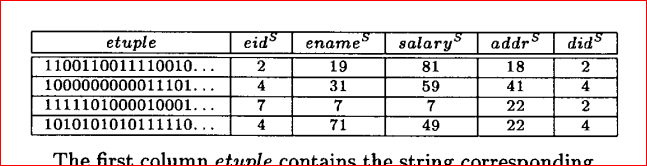 etuple eid^S ename^S salary^S addr^S did^S
1100110011110010... 2 19 81 18 2
1000000000011101... 4 31 59 41 4
1111101000010001... 7 7 7 22 2
1010101010111110... 4 71 49 22 4
The first column etuple contains the string corresponding